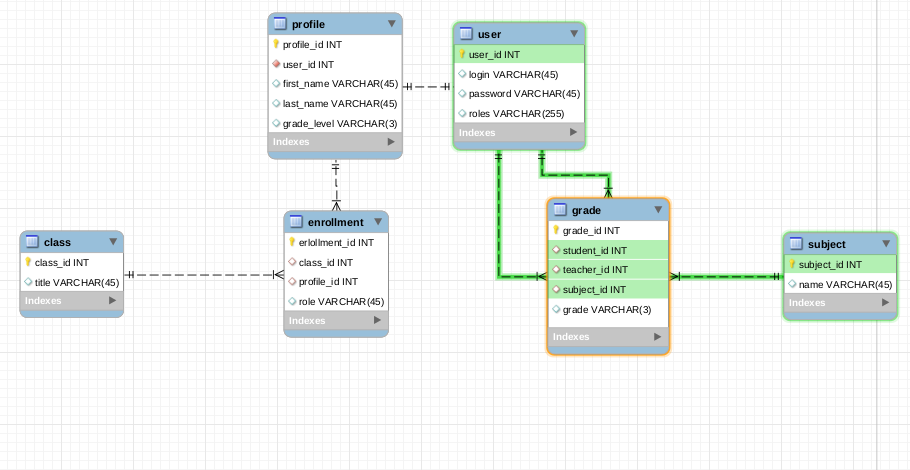 profile
profile_id INT
user_id INT
first_name VARCHAR(45)
last_name VARCHAR(45)
grade_level VARCHAR(3)
Indexes
user
user_id INT
login VARCHAR(45)
password VARCHAR(45)
roles VARCHAR(255)
Indexes
class
class_id INT
title VARCHAR(45)
Indexes
enrollment
erlollment_id INT
class_id INT
profile_id INT
role VARCHAR(45)
Indexes
grade
grade_id INT
student_id INT
teacher_id INT
subject_id INT
grade VARCHAR(3)
Indexes
subject
subject_id INT
name VARCHAR(45)
Indexes